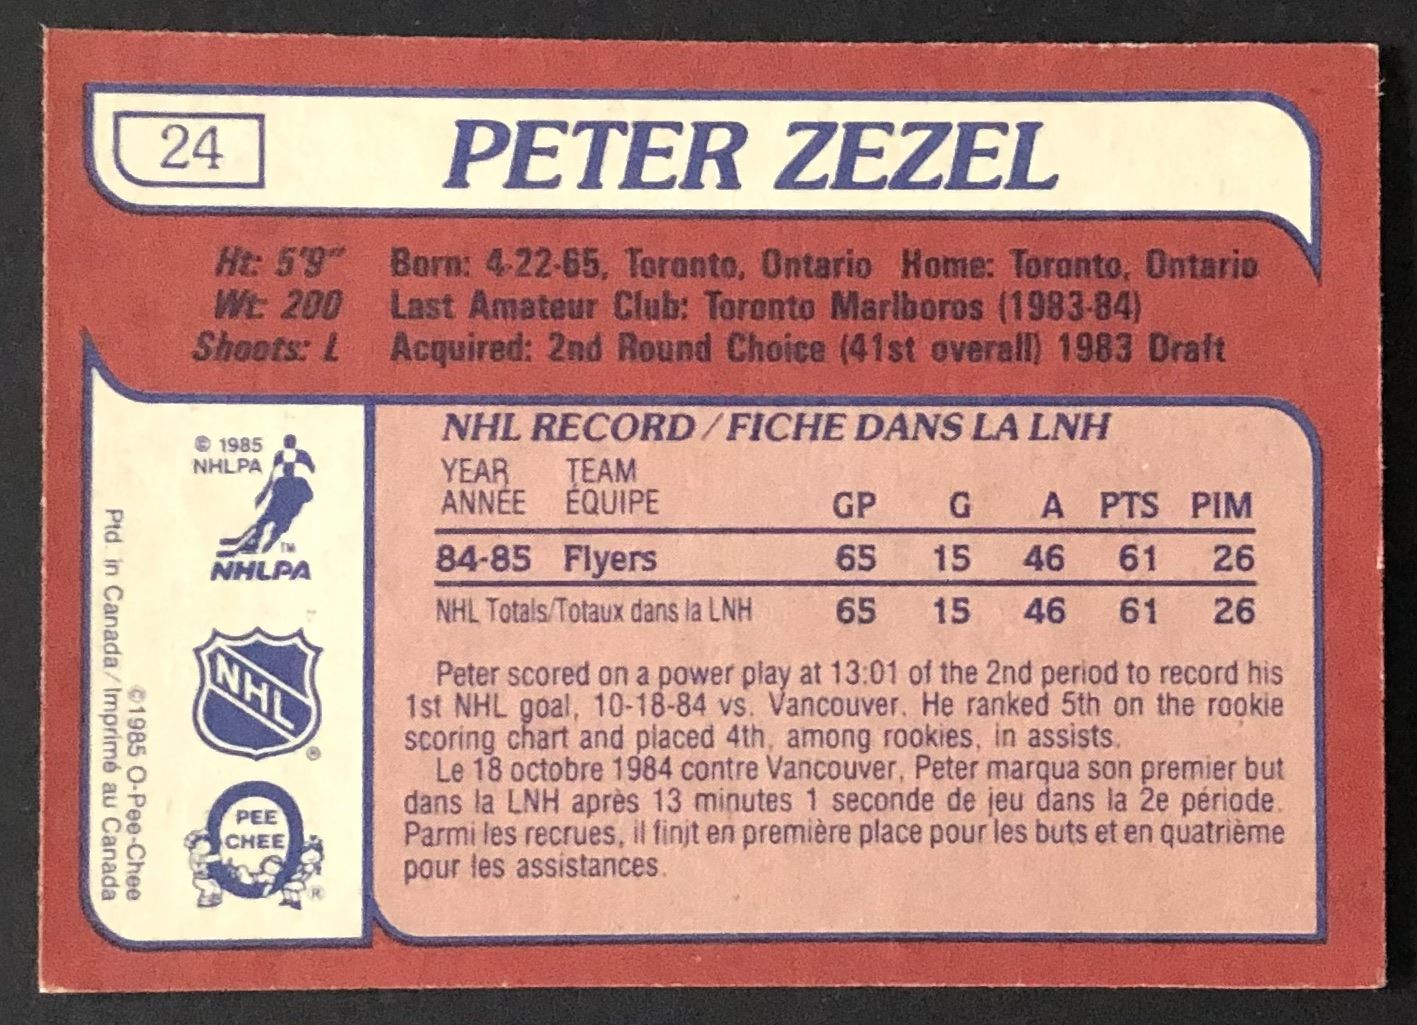 24
PETER ZEZEL
Ht: 5'9" Born: 4-22-65, Toronto, Ontario Home: Toronto, Ontario
Wt: 200 Last Amateur Club: Toronto Marlboros (1983-84)
Shoots: L Acquired: 2nd Round Choice (41st overall) 1983 Draft
© 1985
NHLPA
TM
NHLPA
NHL
®
PEE
CHEE
®
Ptd. in Canada / Imprimé au Canada
©1985 O-Pee-Chee
NHL RECORD / FICHE DANS LA LNH
YEAR TEAM
ANNÉE ÉQUIPE GP G A PTS PIM
84-85 Flyers 65 15 46 61 26
NHL Totals/Totaux dans la LNH 65 15 46 61 26
Peter scored on a power play at 13:01 of the 2nd period to record his
1st NHL goal, 10-18-84 vs. Vancouver. He ranked 5th on the rookie
scoring chart and placed 4th, among rookies, in assists.
Le 18 octobre 1984 contre Vancouver, Peter marqua son premier but
dans la LNH après 13 minutes 1 seconde de jeu dans la 2e période.
Parmi les recrues, il finit en première place pour les buts et en quatrième
pour les assistances.